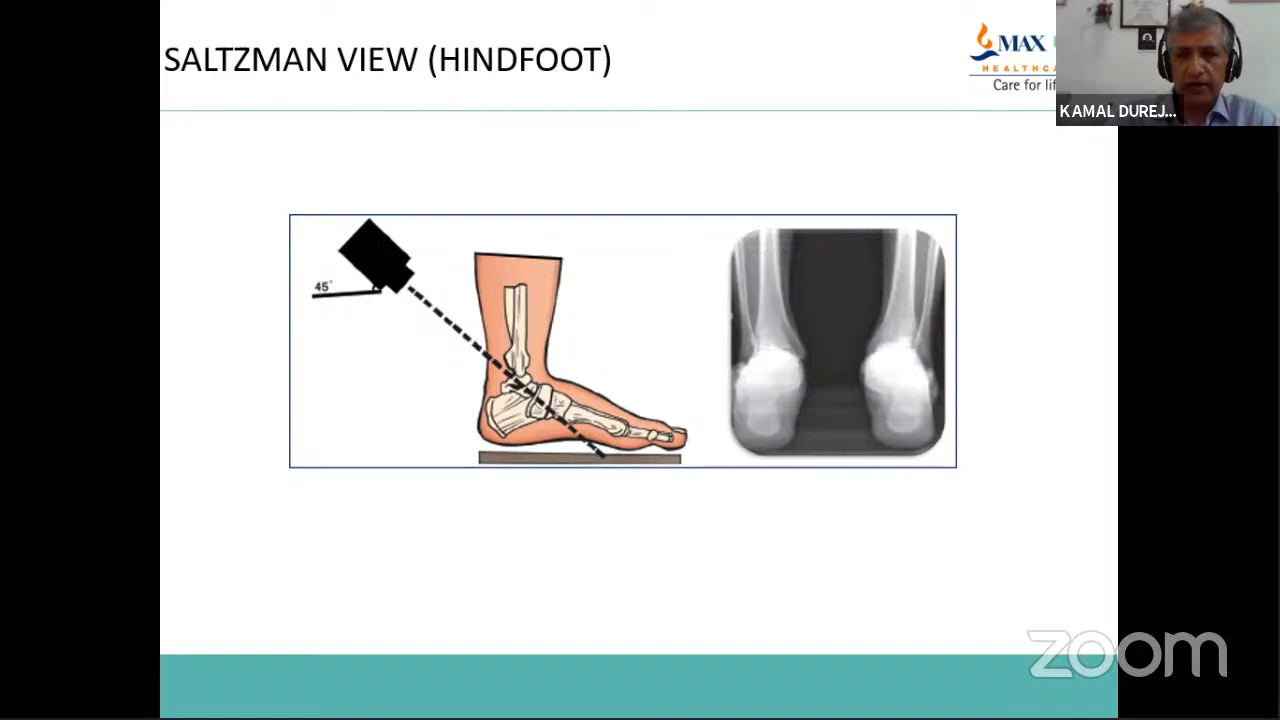 SALTZMAN VIEW (HINDFOOT)
MAX
HEALTHCA
Care for lif
KAMAL DUREJ...
45°
zoom